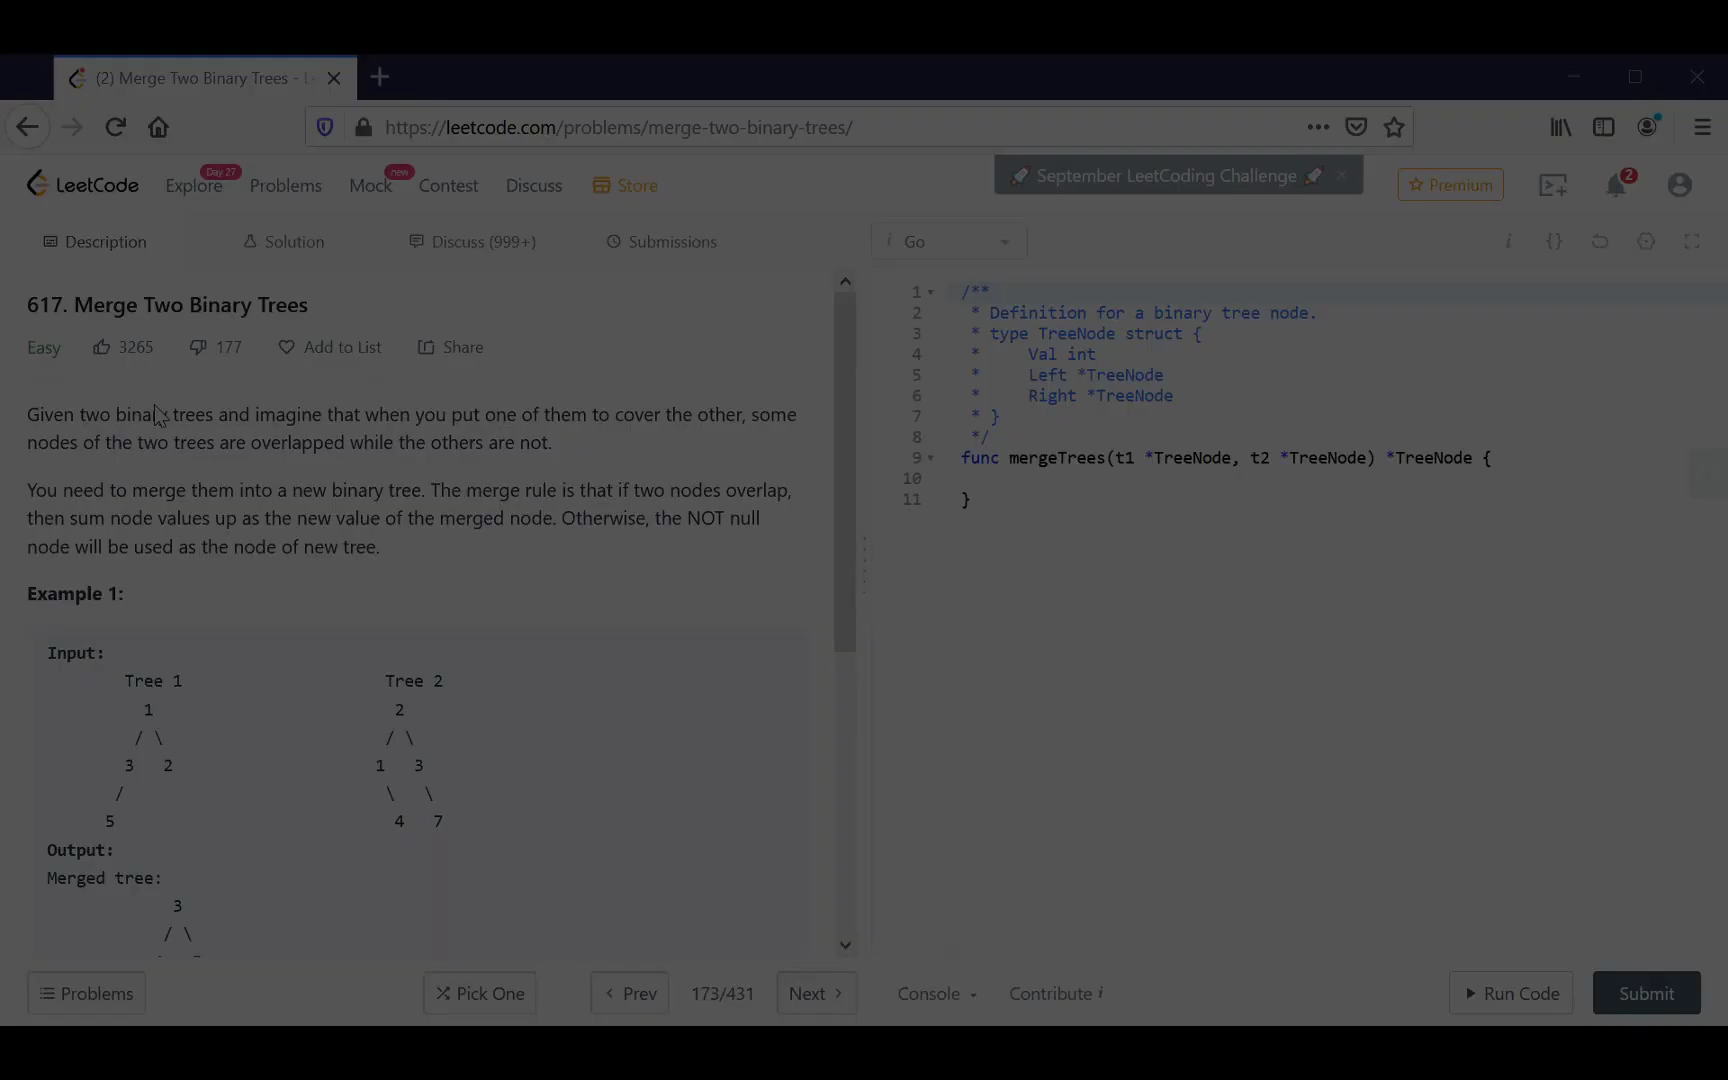 (2) Merge Two Binary Trees - L
https://leetcode.com/problems/merge-two-binary-trees/
LeetCode Explore Day 27 Problems Mock new Contest Discuss Store
🚀 September LeetCoding Challenge 🚀 Premium 2
Description Solution Discuss (999+) Submissions
i Go
i {}
617. Merge Two Binary Trees
Easy 3265 177 Add to List Share
Given two binary trees and imagine that when you put one of them to cover the other, some
nodes of the two trees are overlapped while the others are not.
You need to merge them into a new binary tree. The merge rule is that if two nodes overlap,
then sum node values up as the new value of the merged node. Otherwise, the NOT null
node will be used as the node of new tree.
Example 1:
Input:
Tree 1 Tree 2
1 2
/ \ / \
3 2 1 3
/ \ \
5 4 7
Output:
Merged tree:
3
/ \
1 /**
2 * Definition for a binary tree node.
3 * type TreeNode struct {
4 * Val int
5 * Left *TreeNode
6 * Right *TreeNode
7 * }
8 */
9 func mergeTrees(t1 *TreeNode, t2 *TreeNode) *TreeNode {
10
11 }
Problems Pick One < Prev 173/431 Next > Console Contribute i Run Code Submit